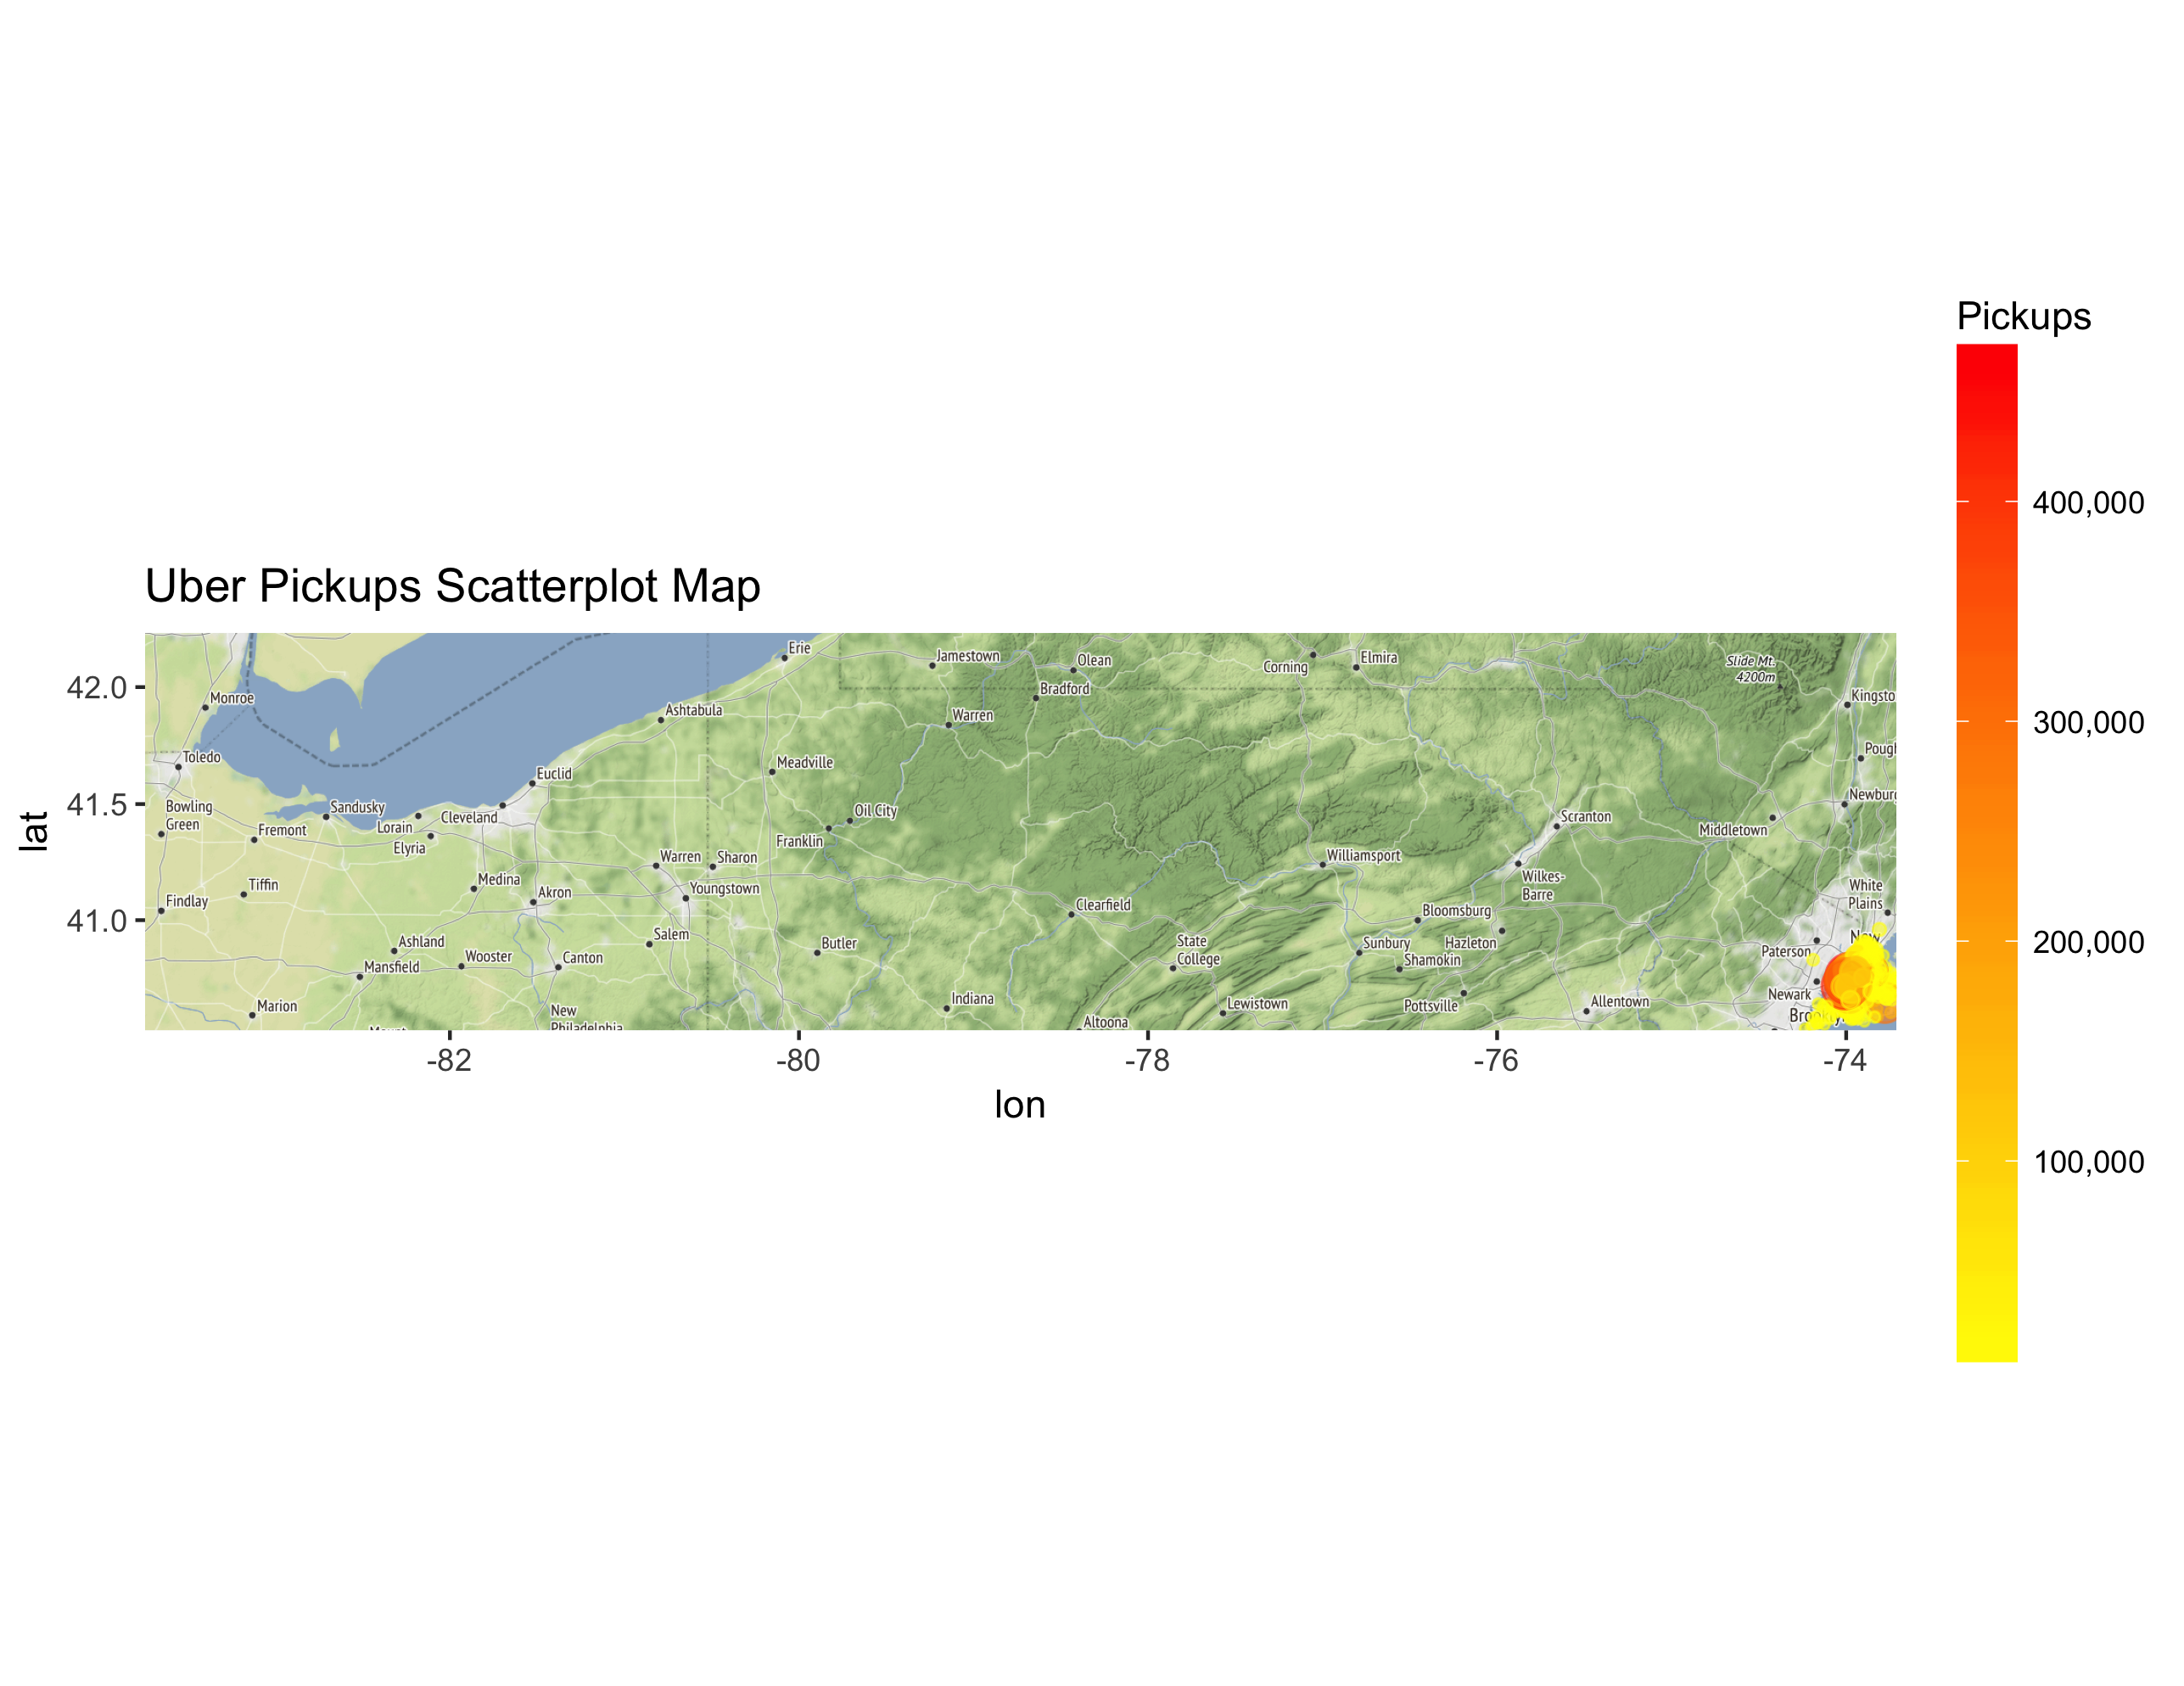 Pickups
400,000
300,000
200,000
100,000
Uber Pickups Scatterplot Map
lat
42.0
41.5
41.0
-82
-80
-78
-76
-74
lon
Erie
Jamestown
Olean
Corning
Elmira
Slide Mt.
4200m
Monroe
Bradford
Kingsto
Ashtabula
Warren
Toledo
Meadville
Pough
Euclid
Bowling
Green
Sandusky
Lorain
Cleveland
Oil City
Newburg
Fremont
Elyria
Franklin
Scranton
Middletown
Warren
Sharon
Williamsport
Tiffin
Medina
Akron
Youngstown
Wilkes-
Barre
White
Plains
Findlay
Clearfield
Bloomsburg
Ashland
Salem
Butler
State
College
Sunbury
Hazleton
Shamokin
Paterson
New
Mansfield
Wooster
Canton
Newark
Marion
New
Philadelphia
Indiana
Lewistown
Pottsville
Allentown
Altoona
Mount